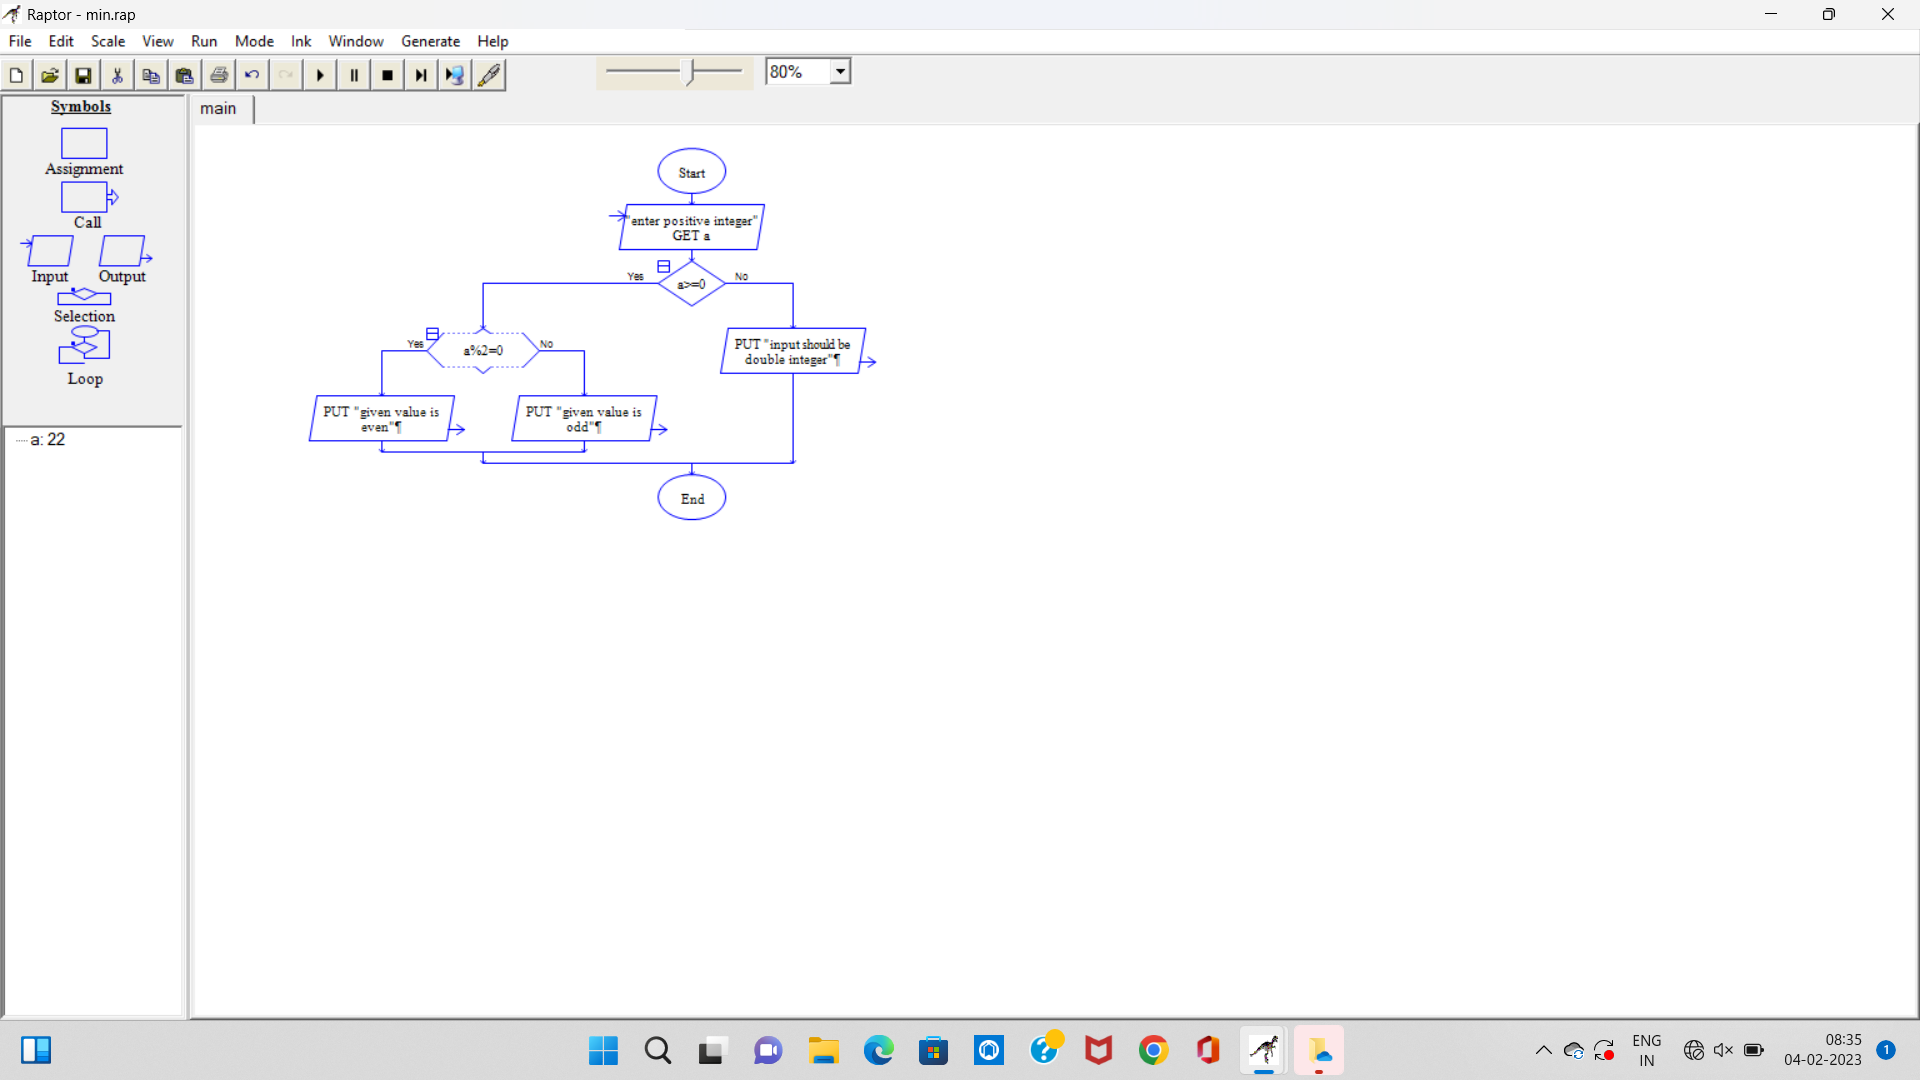 Raptor - min.rap
File Edit Scale View Run Mode Ink Window Generate Help
80%
Symbols
main
Assignment
Call
Input Output
Selection
Loop
a: 22
Start
"enter positive integer"
GET a
Yes a>=0 No
Yes a%2=0 No
PUT "input should be
double integer"¶
PUT "given value is
even"¶
PUT "given value is
odd"¶
End
ENG
IN
08:35
04-02-2023
1